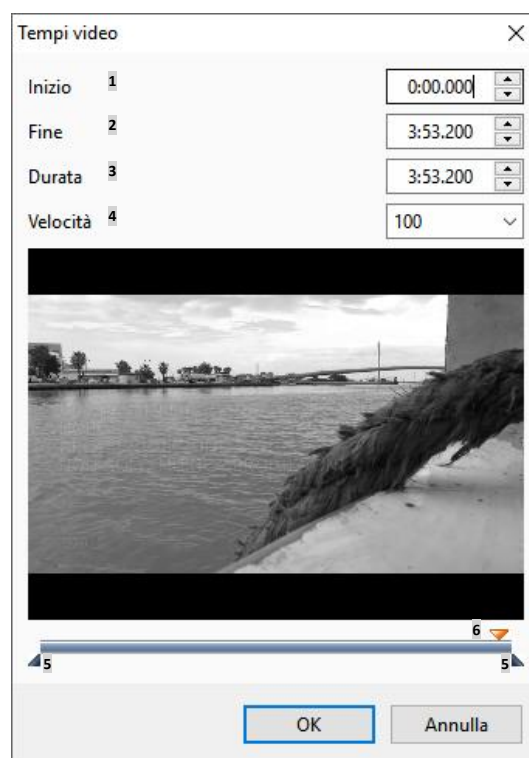 Tempi video
Inizio 1 0:00.000
Fine 2 3:53.200
Durata 3 3:53.200
Velocità 4 100
6
5 5
OK Annulla